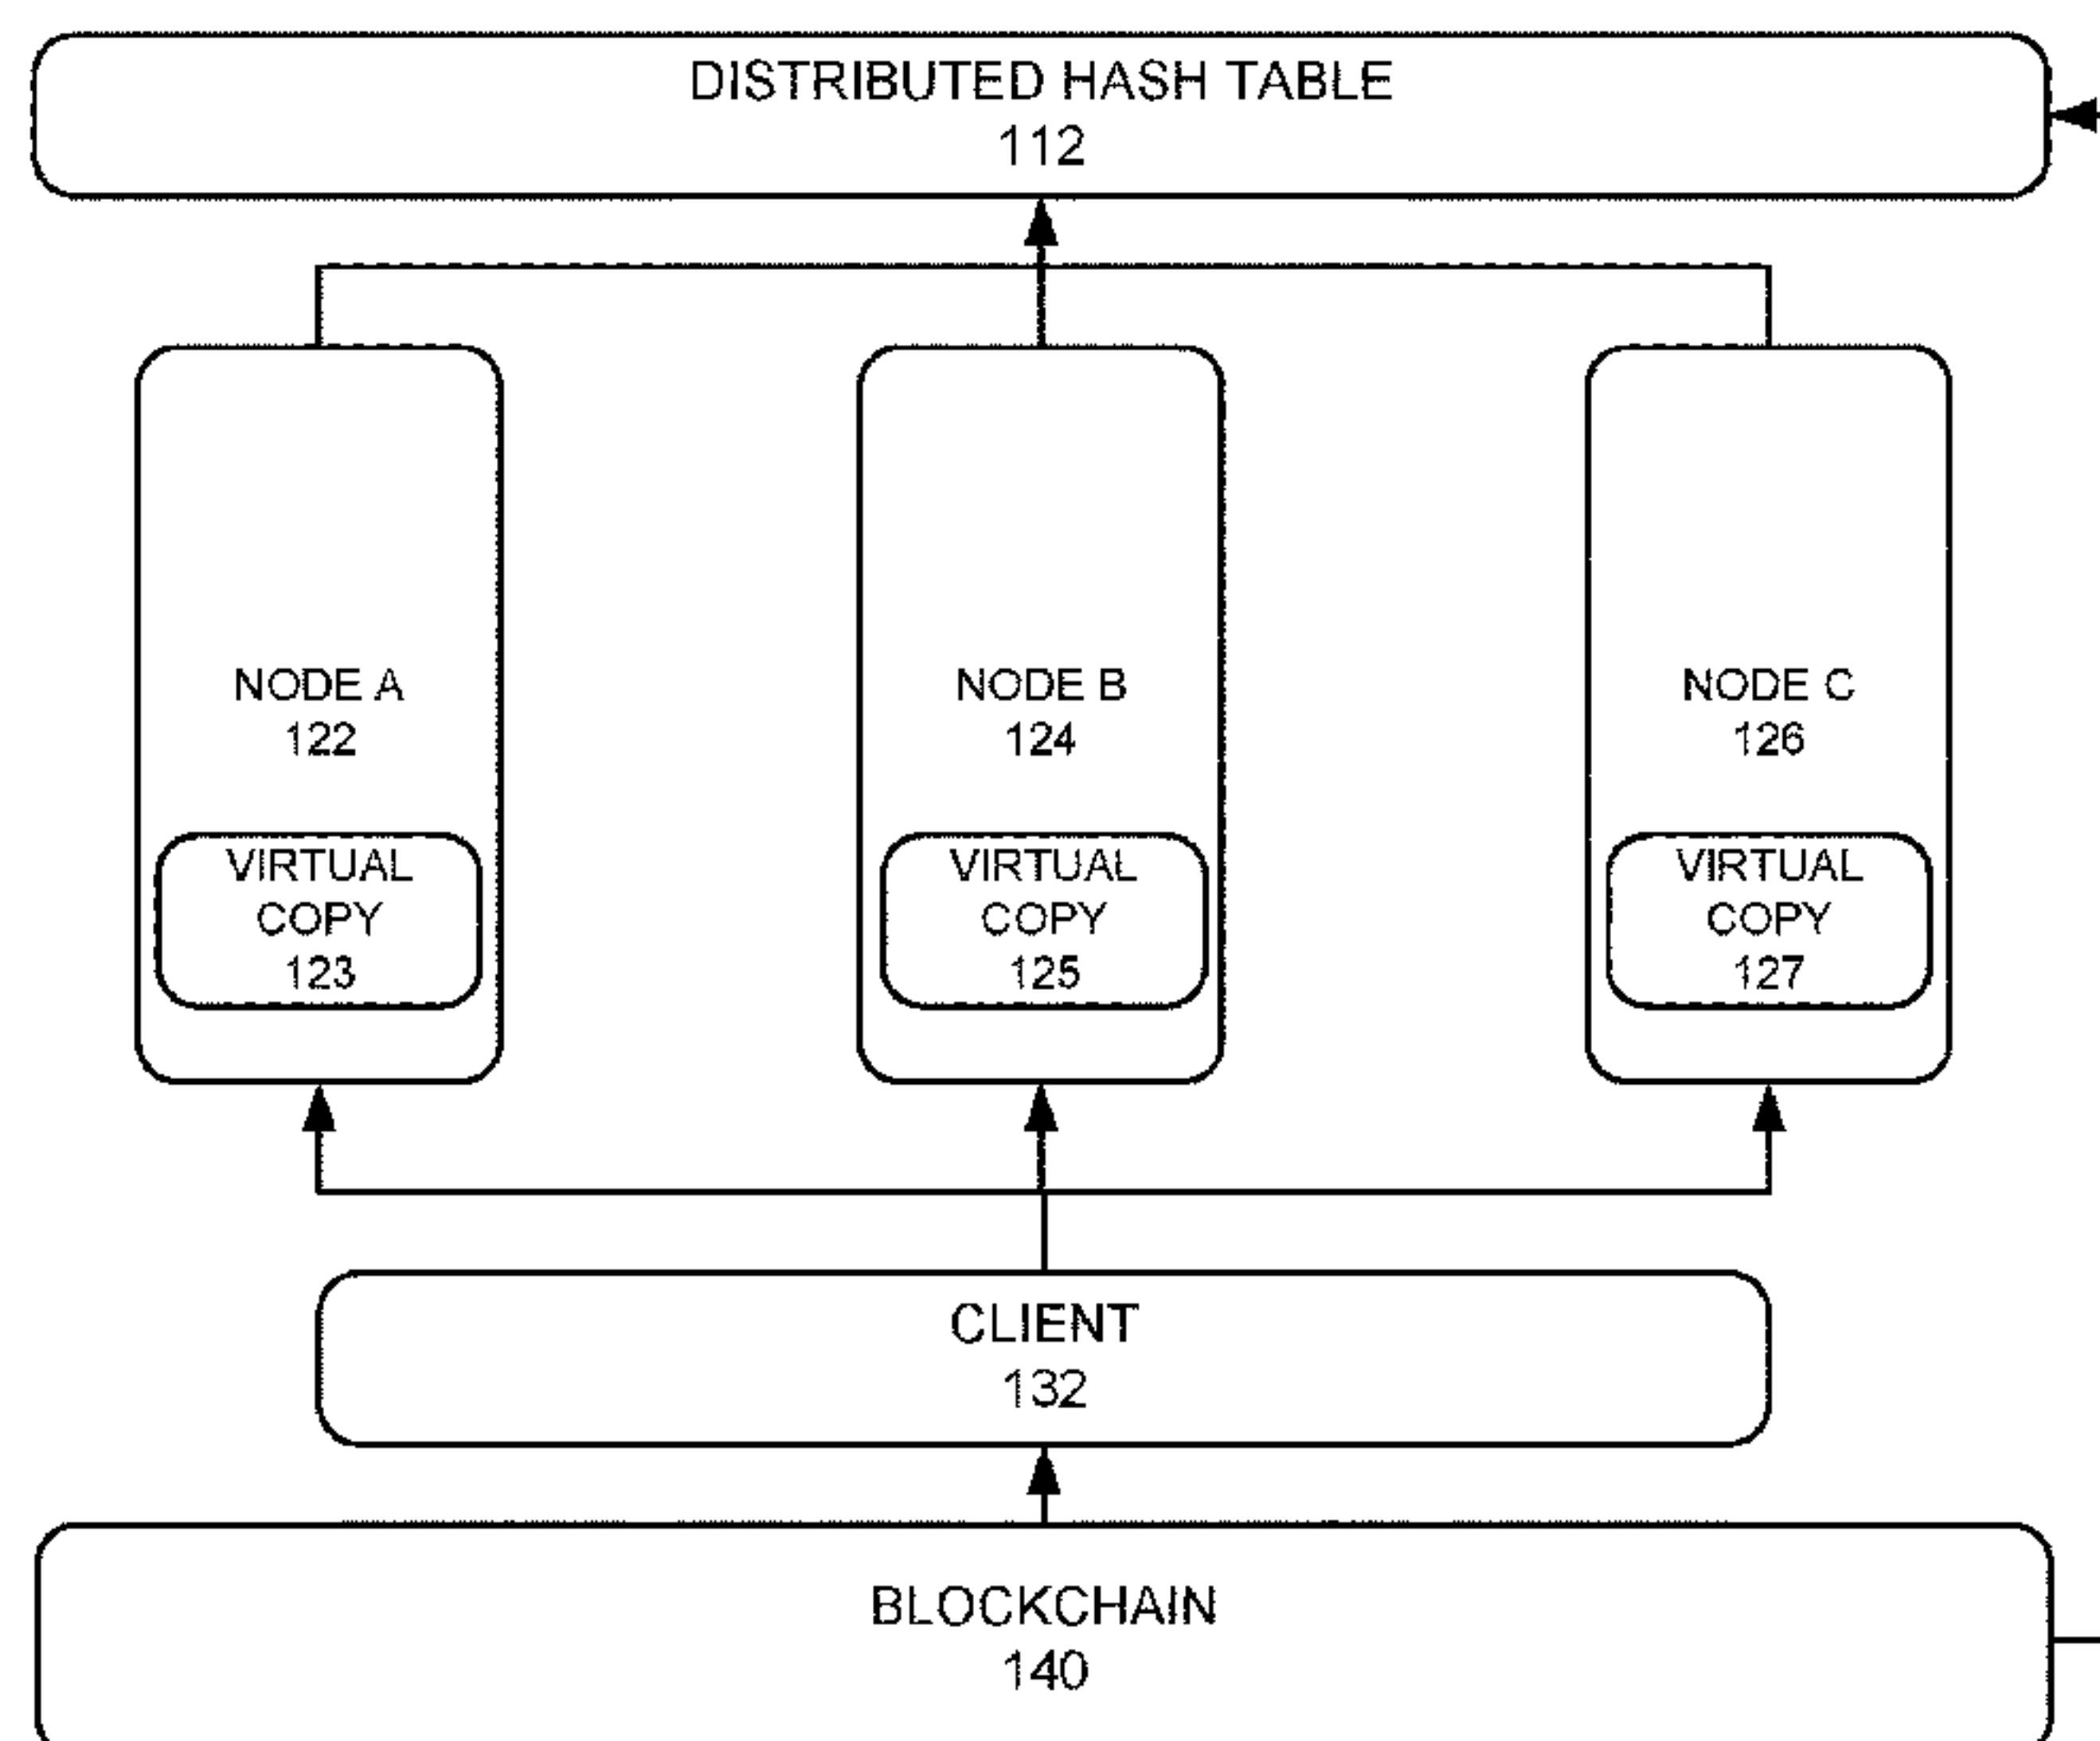 DISTRIBUTED HASH TABLE
112
NODE A
122
VIRTUAL
COPY
123
NODE B
124
VIRTUAL
COPY
125
NODE C
126
VIRTUAL
COPY
127
CLIENT
132
BLOCKCHAIN
140